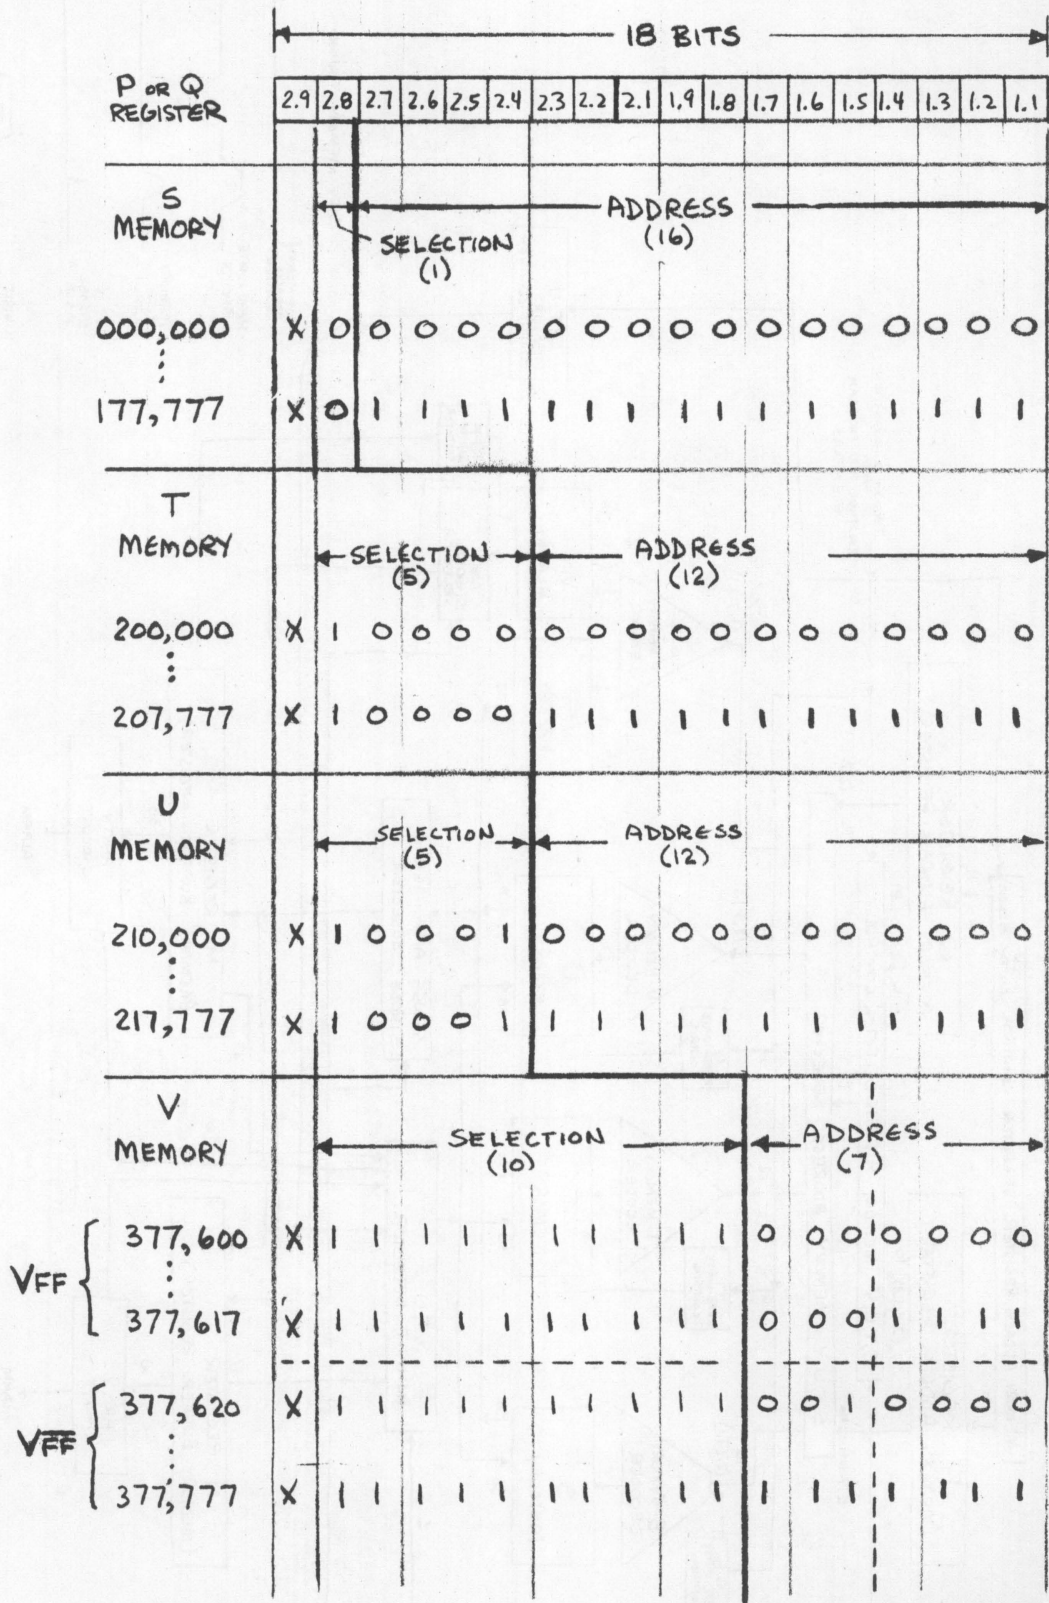 18 BITS
P OR Q
REGISTER
2.9 2.8 2.7 2.6 2.5 2.4 2.3 2.2 2.1 1.9 1.8 1.7 1.6 1.5 1.4 1.3 1.2 1.1
S
MEMORY
SELECTION
(1)
ADDRESS
(16)
000,000 X 0 0 0 0 0 0 0 0 0 0 0 0 0 0 0 0 0
177,777 X 0 1 1 1 1 1 1 1 1 1 1 1 1 1 1 1 1
T
MEMORY
SELECTION
(5)
ADDRESS
(12)
200,000 X 1 0 0 0 0 0 0 0 0 0 0 0 0 0 0 0 0
207,777 X 1 0 0 0 0 1 1 1 1 1 1 1 1 1 1 1 1
U
MEMORY
SELECTION
(5)
ADDRESS
(12)
210,000 X 1 0 0 0 1 0 0 0 0 0 0 0 0 0 0 0 0
217,777 X 1 0 0 0 1 1 1 1 1 1 1 1 1 1 1 1 1
V
MEMORY
SELECTION
(10)
ADDRESS
(7)
VFF
377,600 X 1 1 1 1 1 1 1 1 1 1 0 0 0 0 0 0 0
377,617 X 1 1 1 1 1 1 1 1 1 1 0 0 0 1 1 1 1
VF̅F̅
377,620 X 1 1 1 1 1 1 1 1 1 1 0 0 1 0 0 0 0
377,777 X 1 1 1 1 1 1 1 1 1 1 1 1 1 1 1 1 1